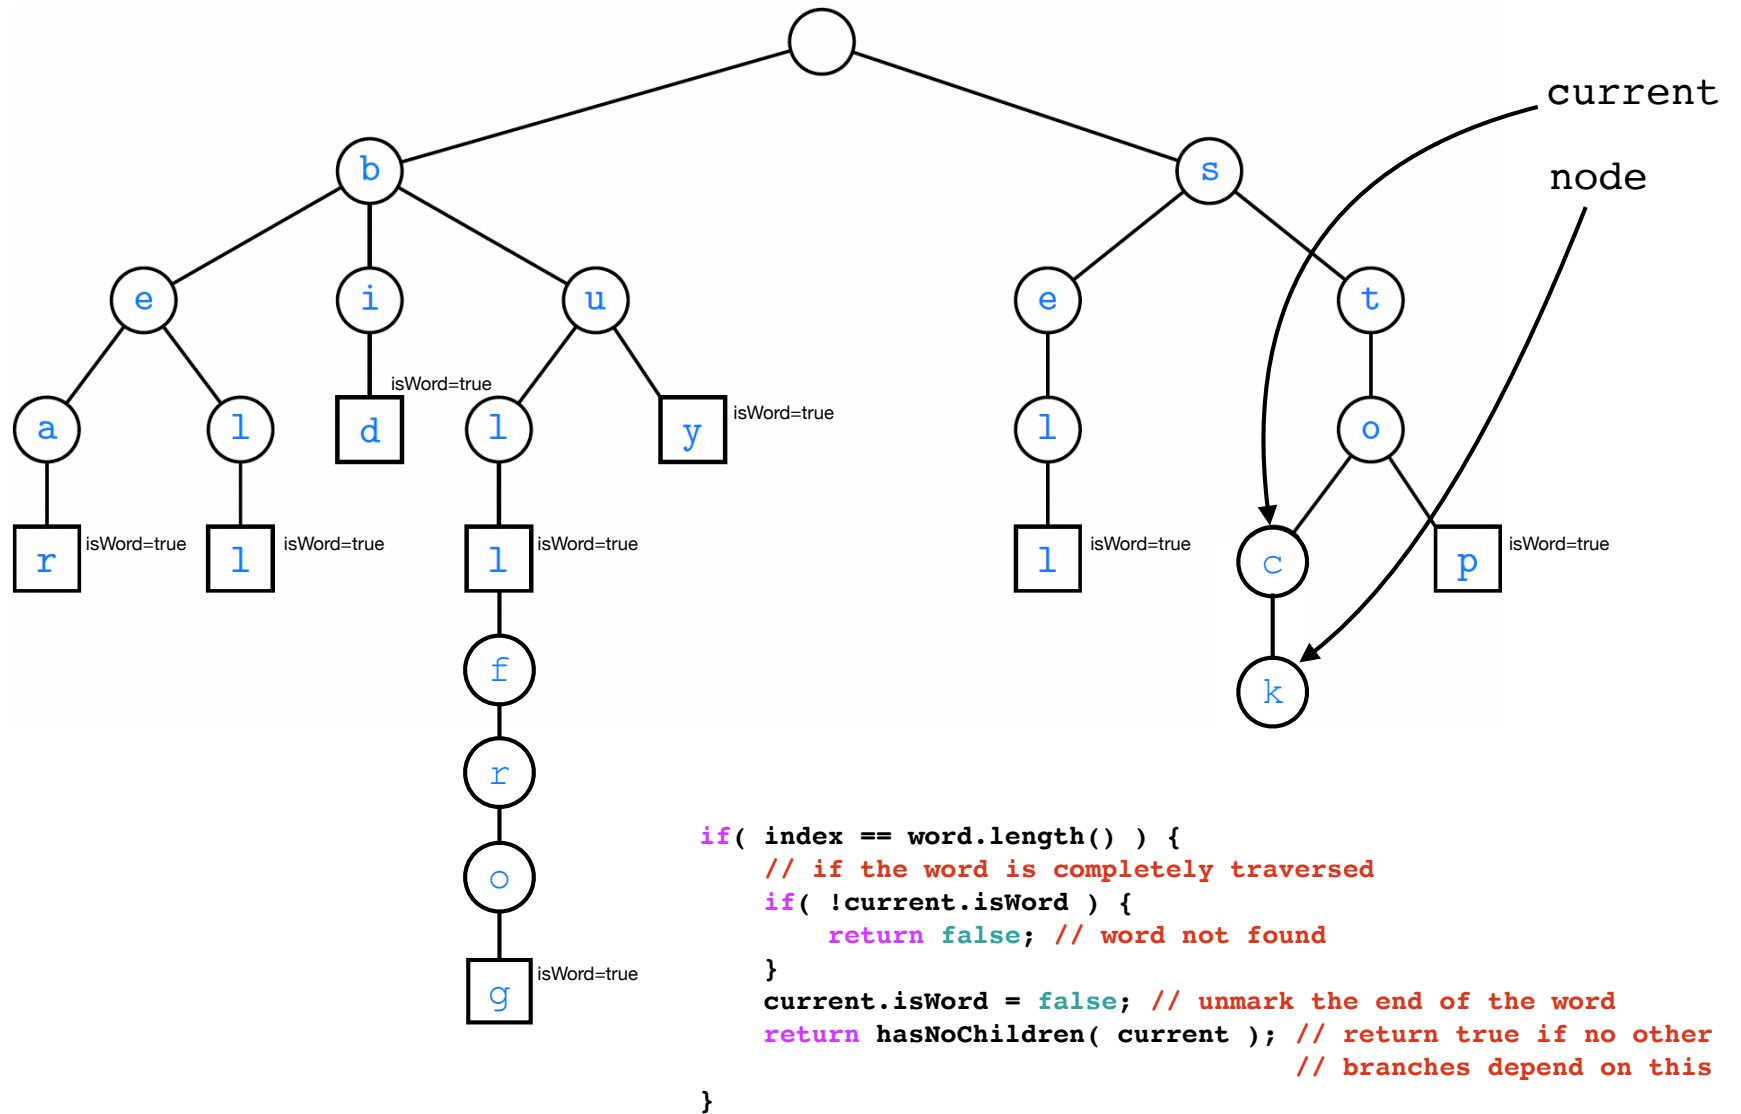 current
b
s
node
e
i
u
e
t
isWord=true
a
l
d
l
y
isWord=true
l
o
r
isWord=true
l
isWord=true
l
isWord=true
l
isWord=true
c
p
isWord=true
f
k
r
o
g
isWord=true
if( index == word.length() ) {
// if the word is completely traversed
if( !current.isWord ) {
return false; // word not found
}
current.isWord = false; // unmark the end of the word
return hasNoChildren( current ); // return true if no other
// branches depend on this
}